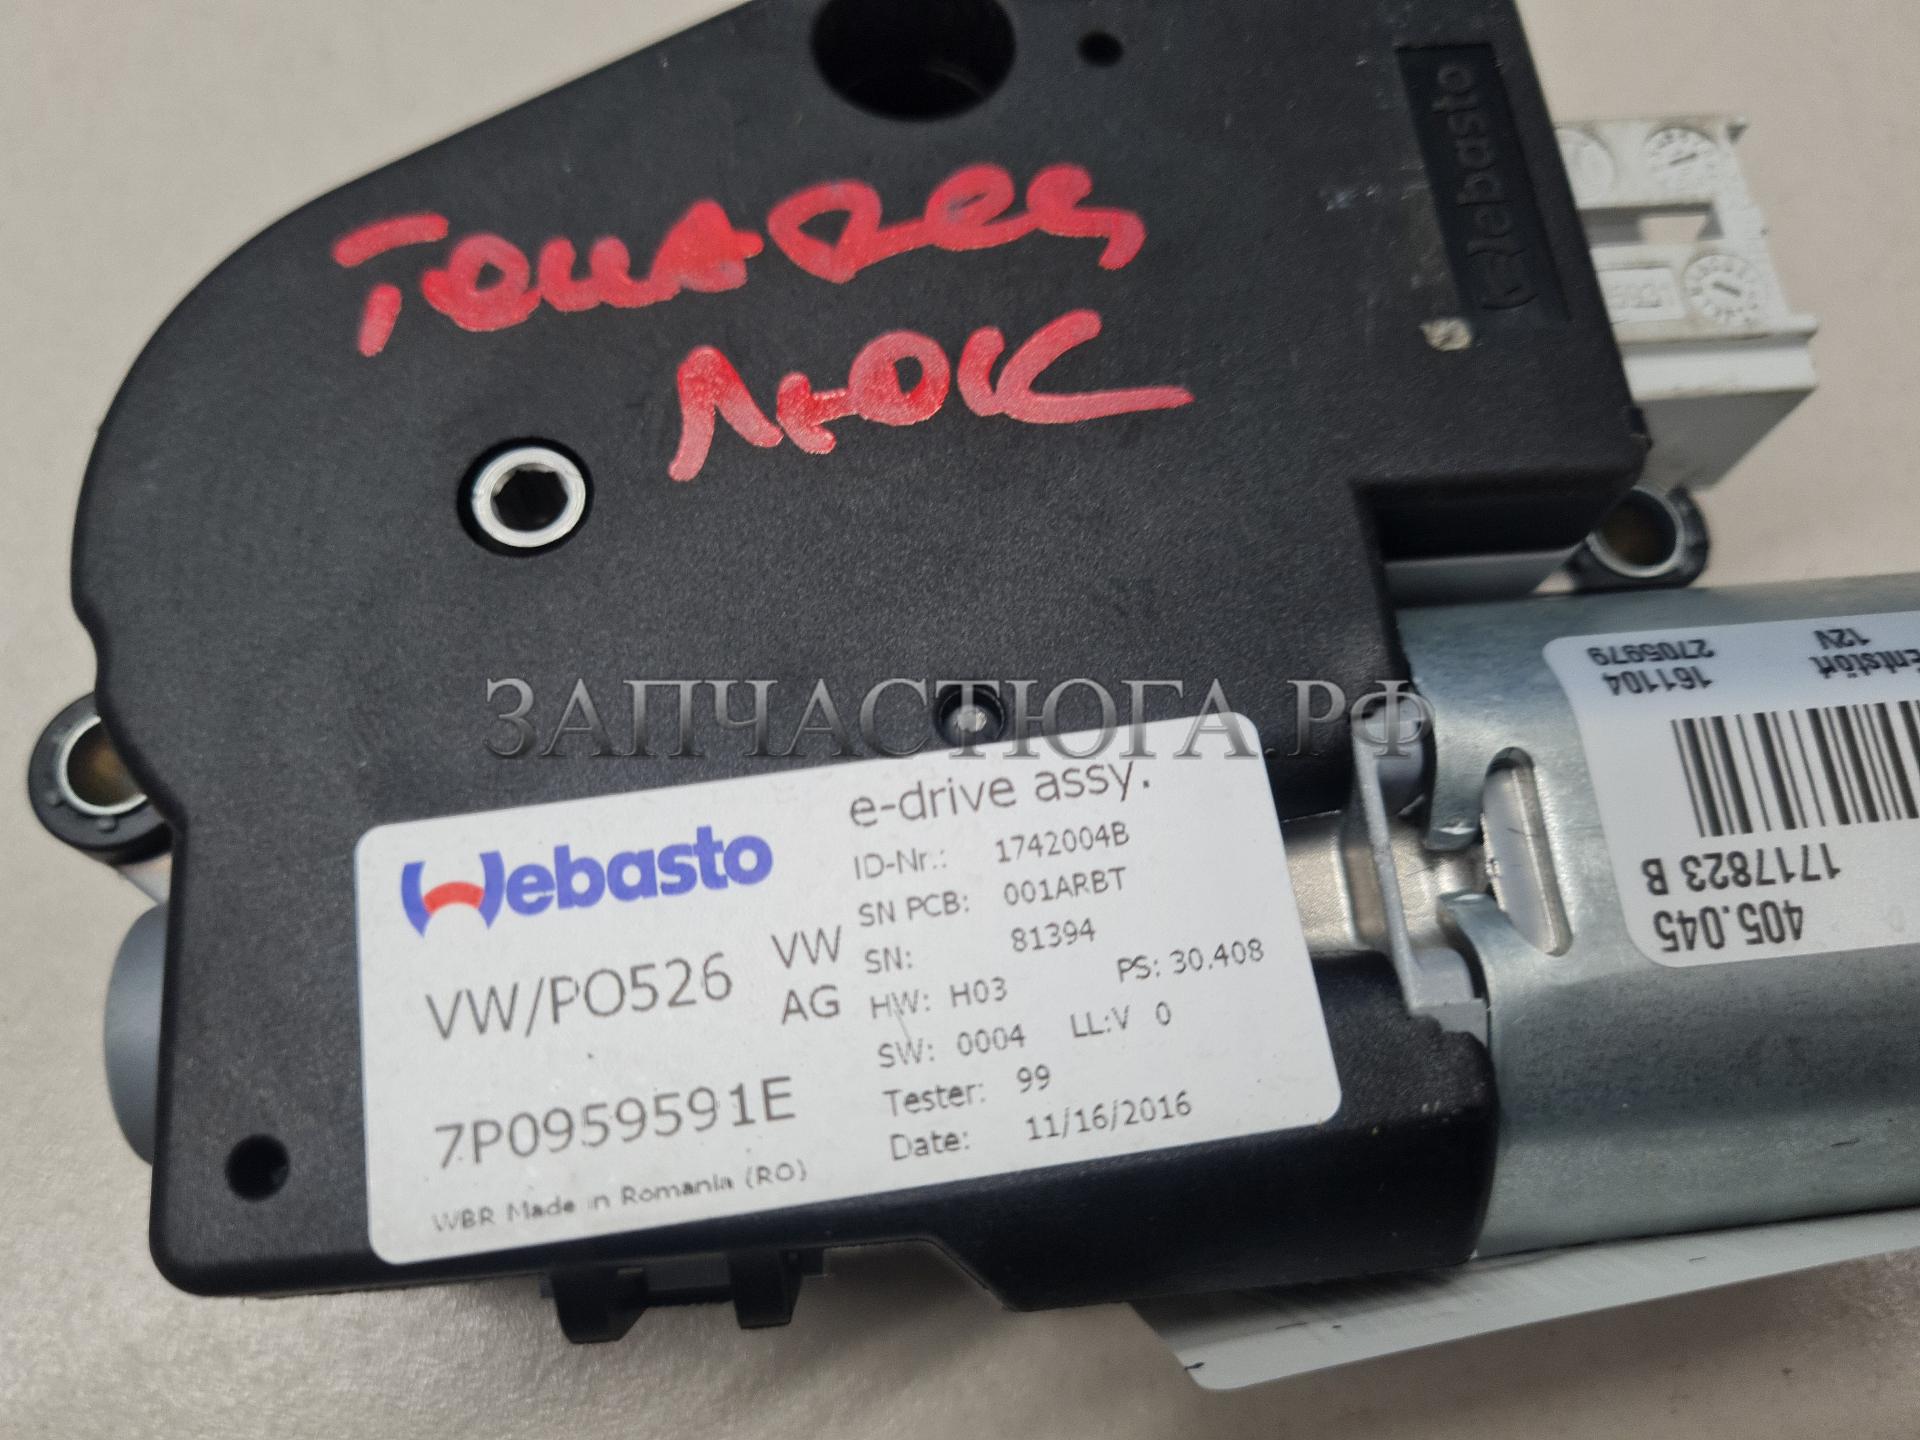 Webasto
Touareg
люк
ЗАПЧАСТЮГА.РФ
Webasto
e-drive assy.
VW/PO526
VW
AG
7P0959591E
WBR Made in Romania (RO)
ID-Nr.: 1742004B
SN PCB: 001ARBT
SN: 81394
HW: H03 PS: 30.408
SW: 0004 LL:V 0
Tester: 99
Date: 11/16/2016
405.045
1717823 B
Entstört 12V
161104
2705979